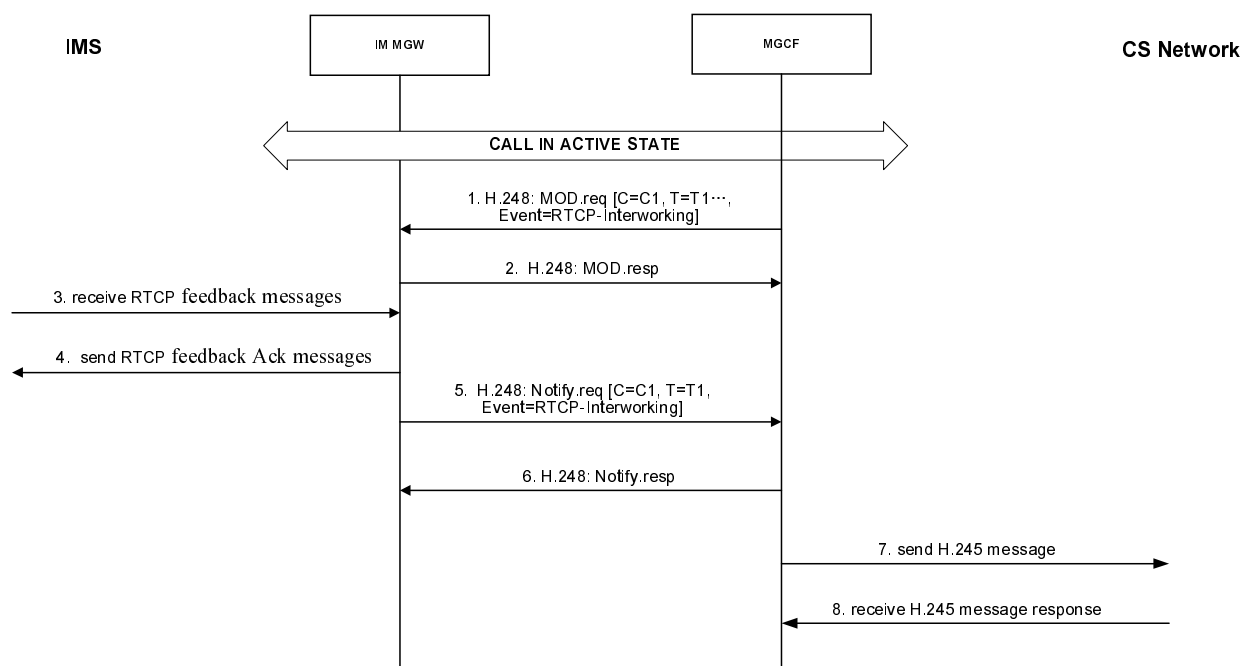 IMS
IM MGW
MGCF
CS Network
CALL IN ACTIVE STATE
1. H.248: MOD.req [C=C1, T=T1···,
Event=RTCP-Interworking]
2. H.248: MOD.resp
3. receive RTCP feedback messages
4. send RTCP feedback Ack messages
5. H.248: Notify.req [C=C1, T=T1,
Event=RTCP-Interworking]
6. H.248: Notify.resp
7. send H.245 message
8. receive H.245 message response